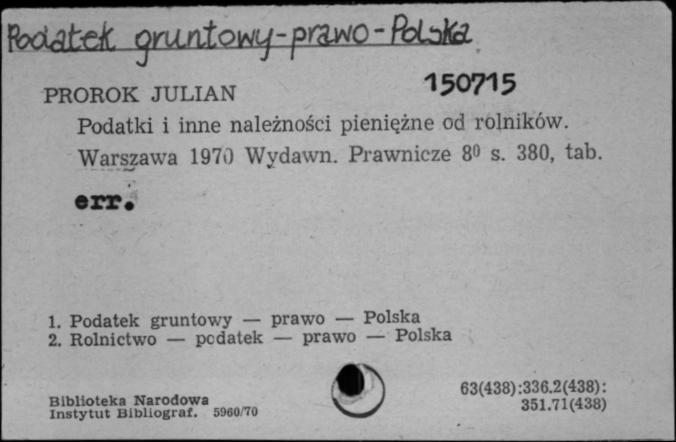 Podatek gruntowy-prawo-Polska
150715
PROROK JULIAN
Podatki i inne należności pieniężne od rolników.
Warszawa 1970 Wydawn. Prawnicze 8⁰ s. 380, tab.
err.
1. Podatek gruntowy — prawo — Polska
2. Rolnictwo — podatek — prawo — Polska
63(438):336.2(438):
351.71(438)
Biblioteka Narodowa
Instytut Bibliograf. 5960/70